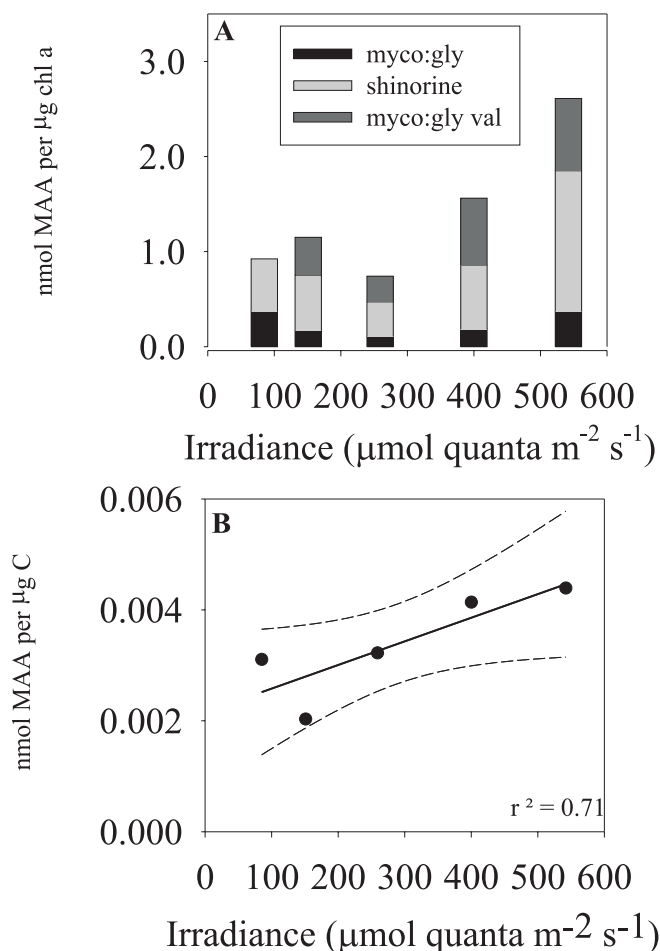 A
myco:gly
shinorine
myco:gly val
nmol MAA per µg chl a
3.0
2.0
1.0
0.0
0 100 200 300 400 500 600
Irradiance (µmol quanta m-2 s-1)
B
nmol MAA per µg C
0.006
0.004
0.002
0.000
r ² = 0.71
0 100 200 300 400 500 600
Irradiance (µmol quanta m-2 s-1)